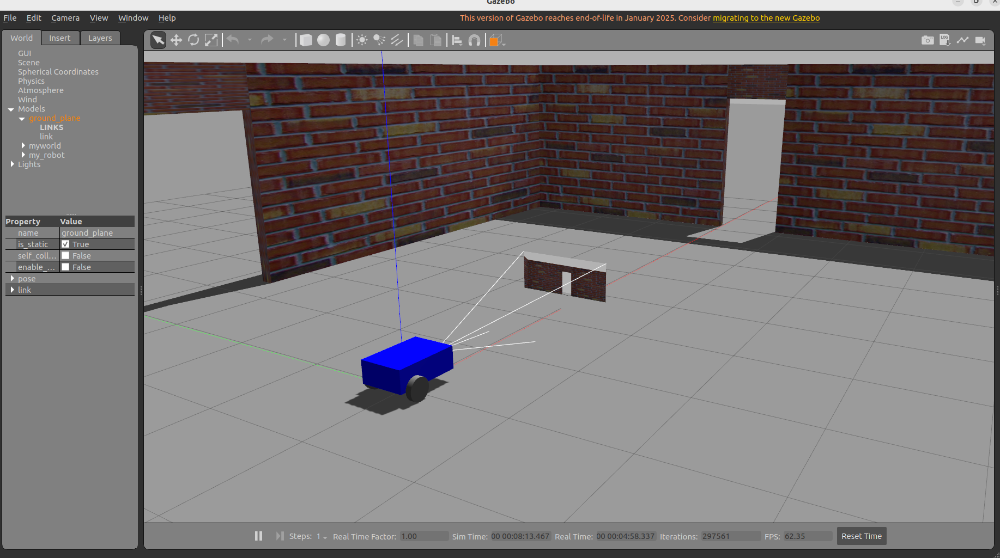 Gazebo
File Edit Camera View Window Help
This version of Gazebo reaches end-of-life in January 2025. Consider migrating to the new Gazebo
World Insert Layers
GUI
Scene
Spherical Coordinates
Physics
Atmosphere
Wind
Models
ground_plane
LINKS
link
myworld
my_robot
Lights
Property Value
name ground_plane
is_static True
self_coll... False
enable_... False
pose
link
LOG
Steps: 1 Real Time Factor: 1.00 Sim Time: 00 00:08:13.467 Real Time: 00 00:04:58.337 Iterations: 297561 FPS: 62.35 Reset Time